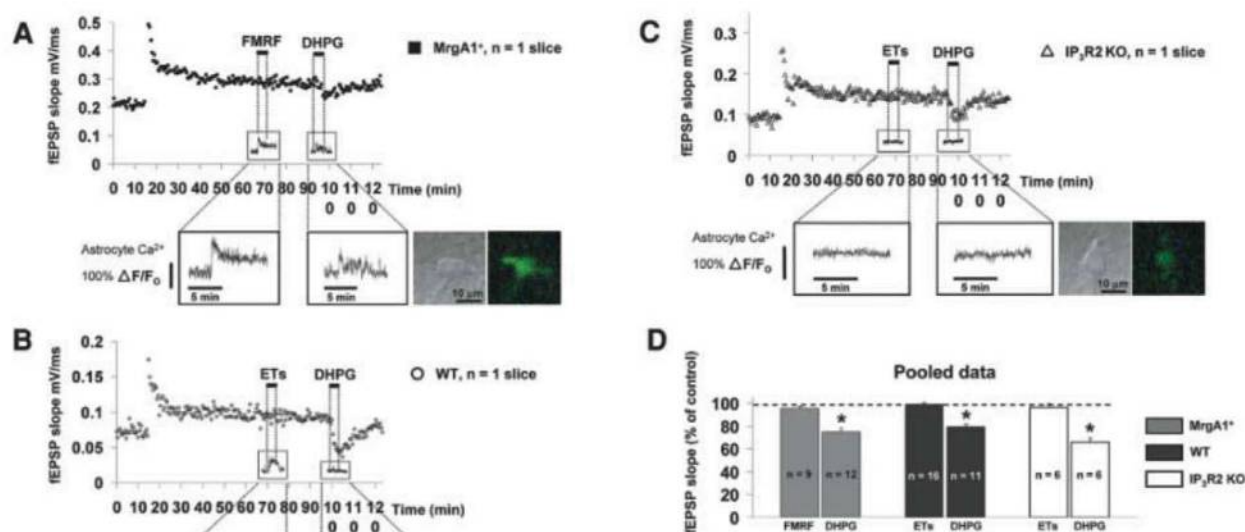 A
fEPSP slope mV/ms
0.5
0.4
0.3
0.2
0.1
0
FMRF
DHPG
MrgA1⁺, n = 1 slice
0 10 20 30 40 50 60 70 80 90 10 11 12 Time (min)
0 0 0
Astrocyte Ca²⁺
100% ΔF/F₀
5 min
5 min
10 μm
B
fEPSP slope mV/ms
0.2
0.15
0.1
0.05
0
ETs
DHPG
WT, n = 1 slice
0 10 20 30 40 50 60 70 80 90 10 11 12 Time (min)
0 0 0
C
fEPSP slope mV/ms
0.3
0.2
0.1
0
ETs
DHPG
IP₃R2 KO, n = 1 slice
0 10 20 30 40 50 60 70 80 90 10 11 12 Time (min)
0 0 0
Astrocyte Ca²⁺
100% ΔF/F₀
5 min
5 min
10 μm
D
Pooled data
fEPSP slope (% of control)
100
80
60
40
20
0
* * *
n = 9 n = 12 n = 16 n = 11 n = 6 n = 6
FMRF DHPG ETs DHPG ETs DHPG
MrgA1⁺
WT
IP₃R2 KO